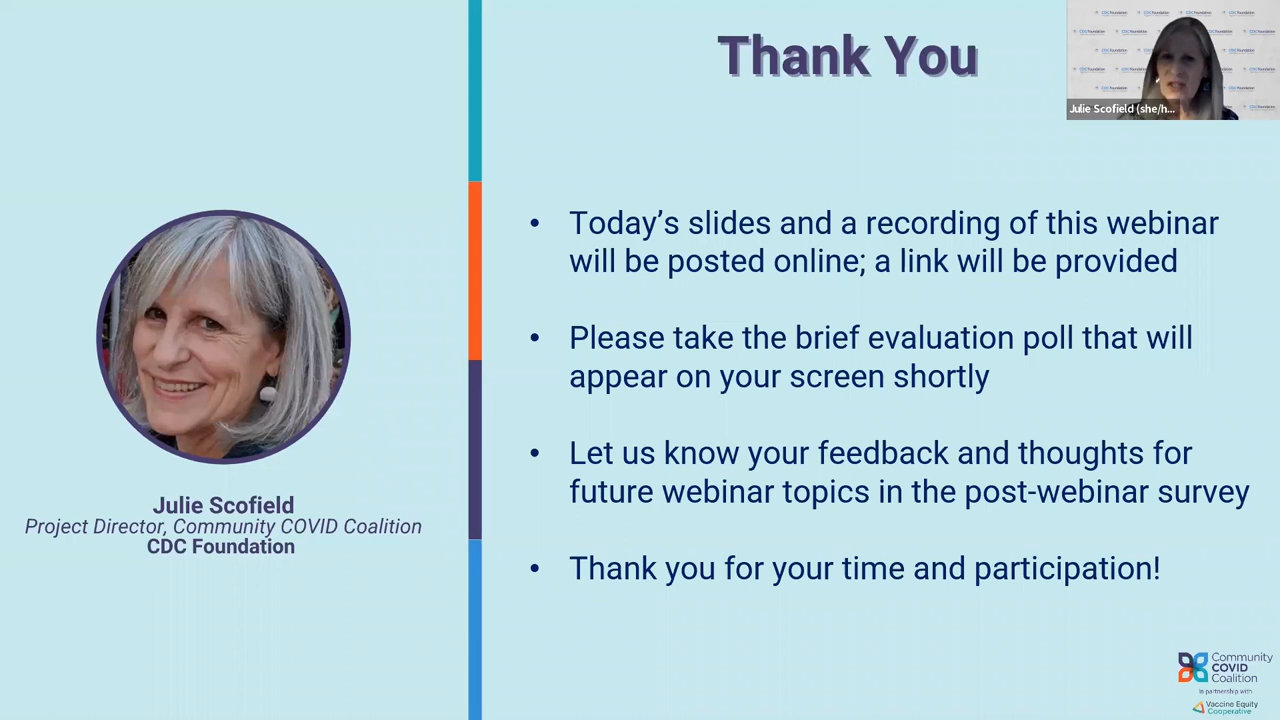 Thank You
Julie Scofield (she/h...
• Today’s slides and a recording of this webinar
will be posted online; a link will be provided
• Please take the brief evaluation poll that will
appear on your screen shortly
• Let us know your feedback and thoughts for
future webinar topics in the post-webinar survey
• Thank you for your time and participation!
Julie Scofield
Project Director, Community COVID Coalition
CDC Foundation
Community
COVID
Coalition
in partnership with
Vaccine Equity
Cooperative